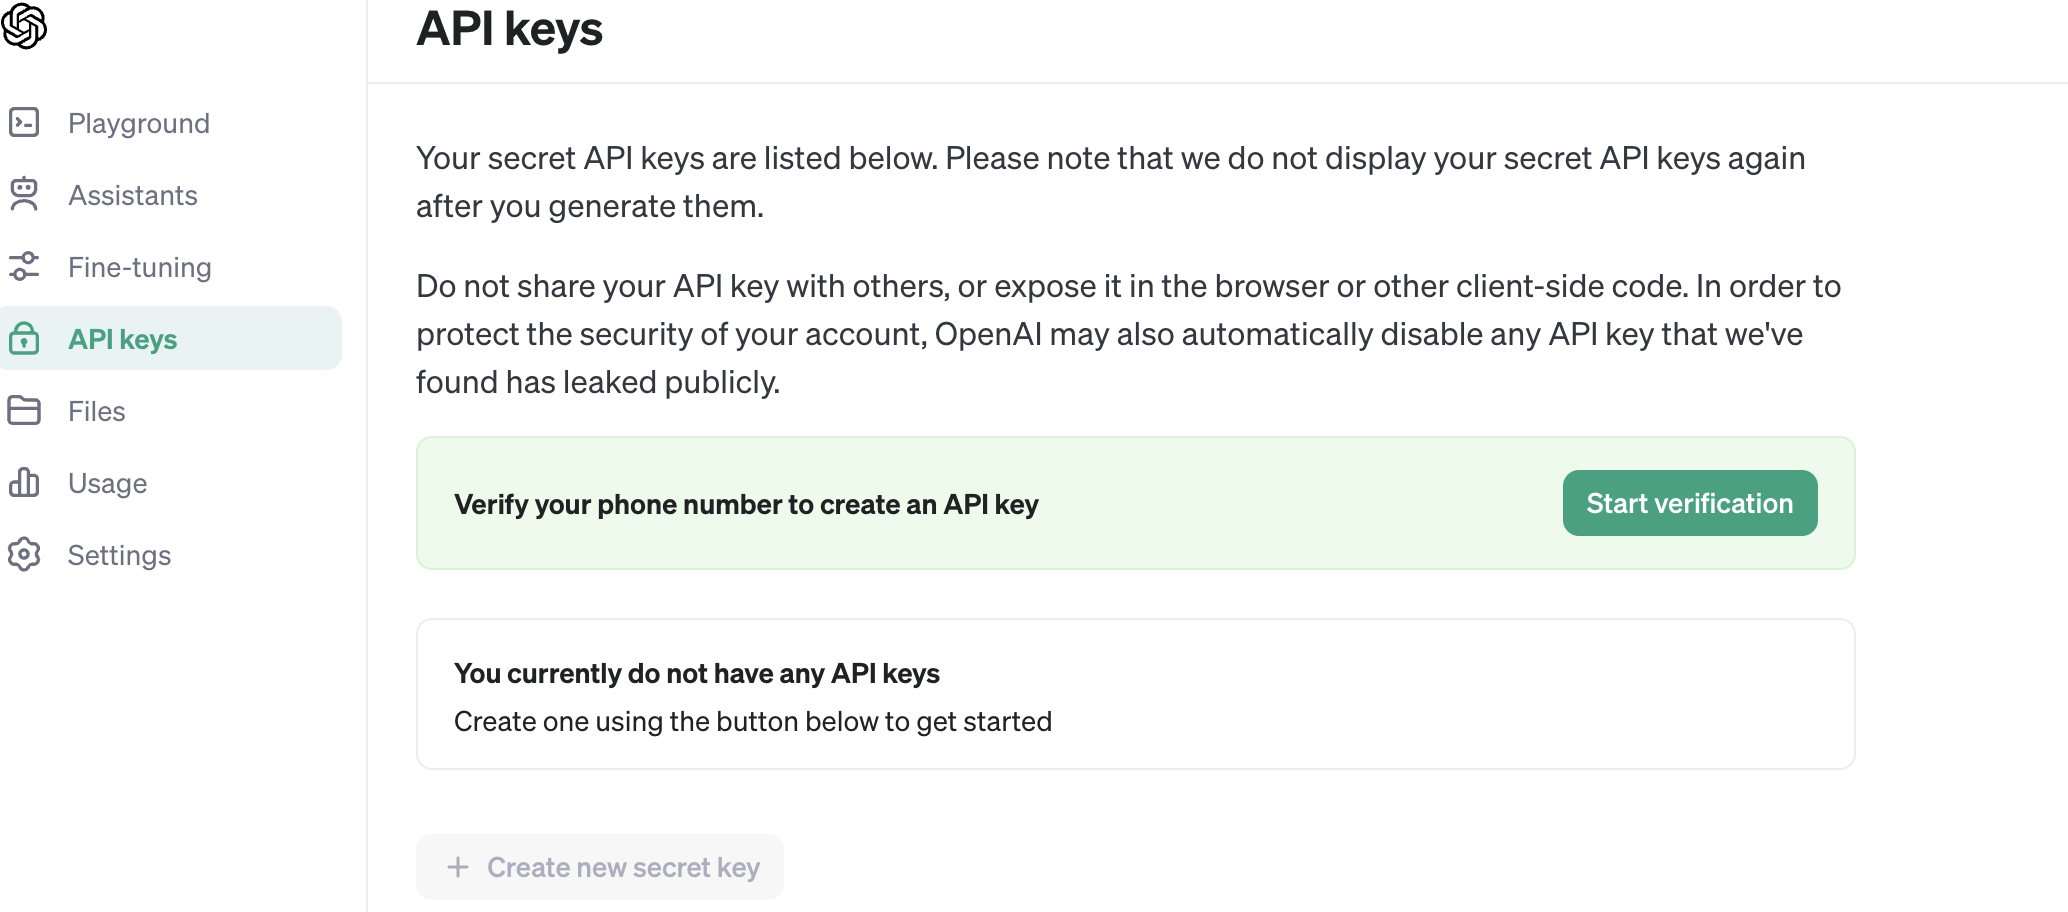 API keys
Playground
Assistants
Fine-tuning
API keys
Files
Usage
Settings
Your secret API keys are listed below. Please note that we do not display your secret API keys again
after you generate them.
Do not share your API key with others, or expose it in the browser or other client-side code. In order to
protect the security of your account, OpenAI may also automatically disable any API key that we've
found has leaked publicly.
Verify your phone number to create an API key
Start verification
You currently do not have any API keys
Create one using the button below to get started
+ Create new secret key